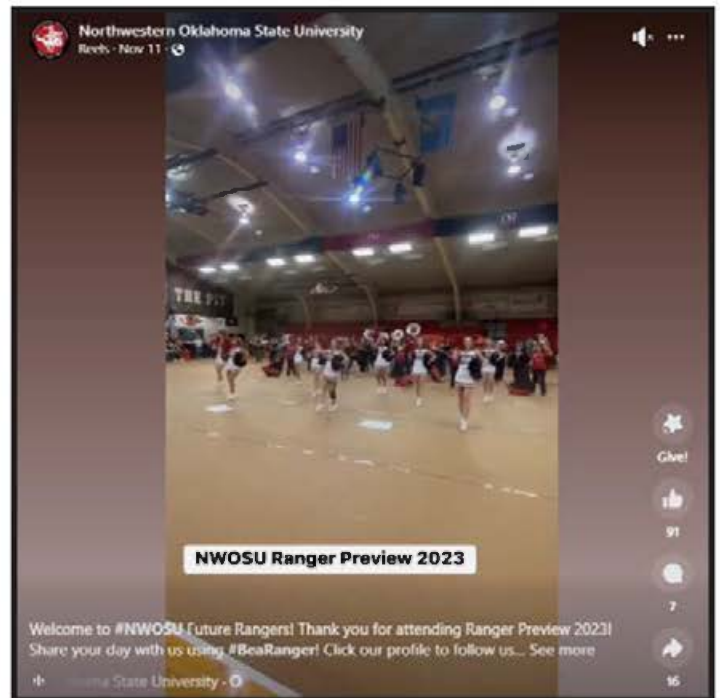 Northwestern Oklahoma State University
Reels · Nov 11 ·
THE PIT
Give!
91
7
16
NWOSU Ranger Preview 2023
Welcome to #NWOSU Future Rangers! Thank you for attending Ranger Preview 2023!
Share your day with us using #BeaRanger! Click our profile to follow us... See more
State University ·